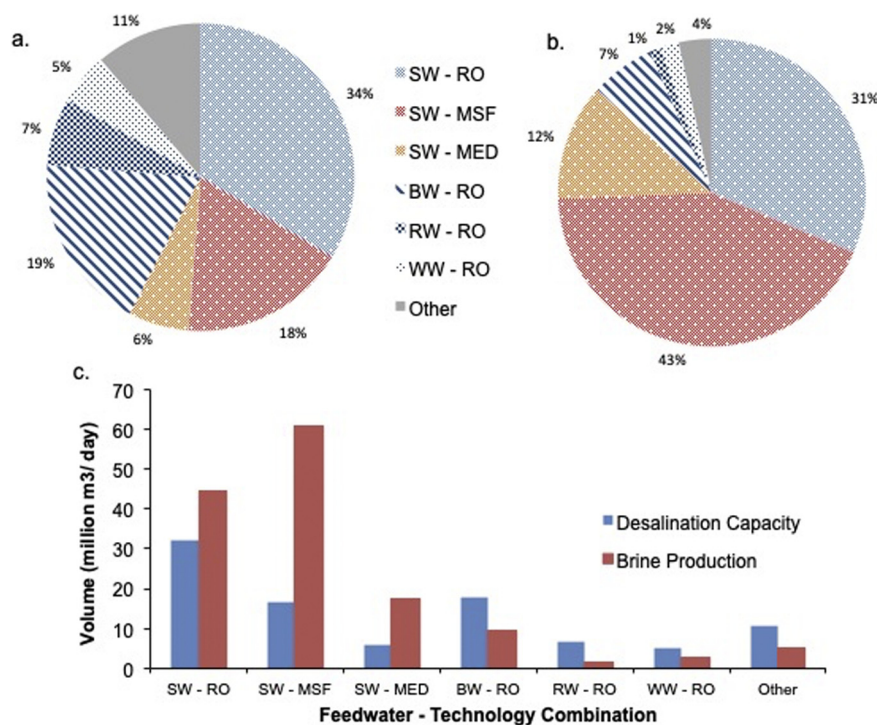 a.
11%
5%
7%
19%
6%
18%
34%
SW - RO
SW - MSF
SW - MED
BW - RO
RW - RO
WW - RO
Other
b.
4%
2%
1%
7%
12%
43%
31%
c.
Volume (million m3/ day)
70
60
50
40
30
20
10
0
Desalination Capacity
Brine Production
SW - RO SW - MSF SW - MED BW - RO RW - RO WW - RO Other
Feedwater - Technology Combination